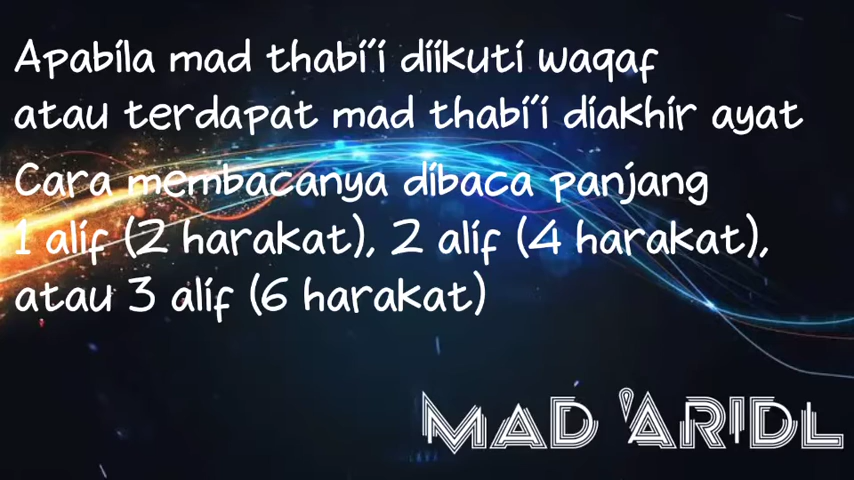 Apabila mad thabi'i diikuti waqaf
atau terdapat mad thabi'i diakhir ayat
Cara membacanya dibaca panjang
1 alif (2 harakat), 2 alif (4 harakat),
atau 3 alif (6 harakat)
MAD 'ARIDL